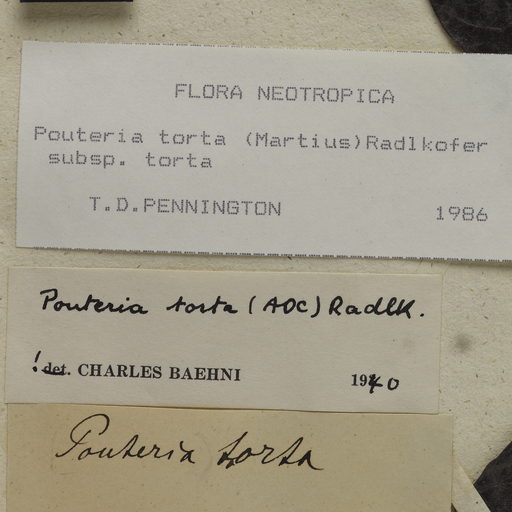 FLORA NEOTROPICA
Pouteria torta (Martius)Radlkofer
subsp. torta
T.D.PENNINGTON 1986
Pouteria torta (ADC) Radlk.
! det. CHARLES BAEHNI 1940
Pouteria torta